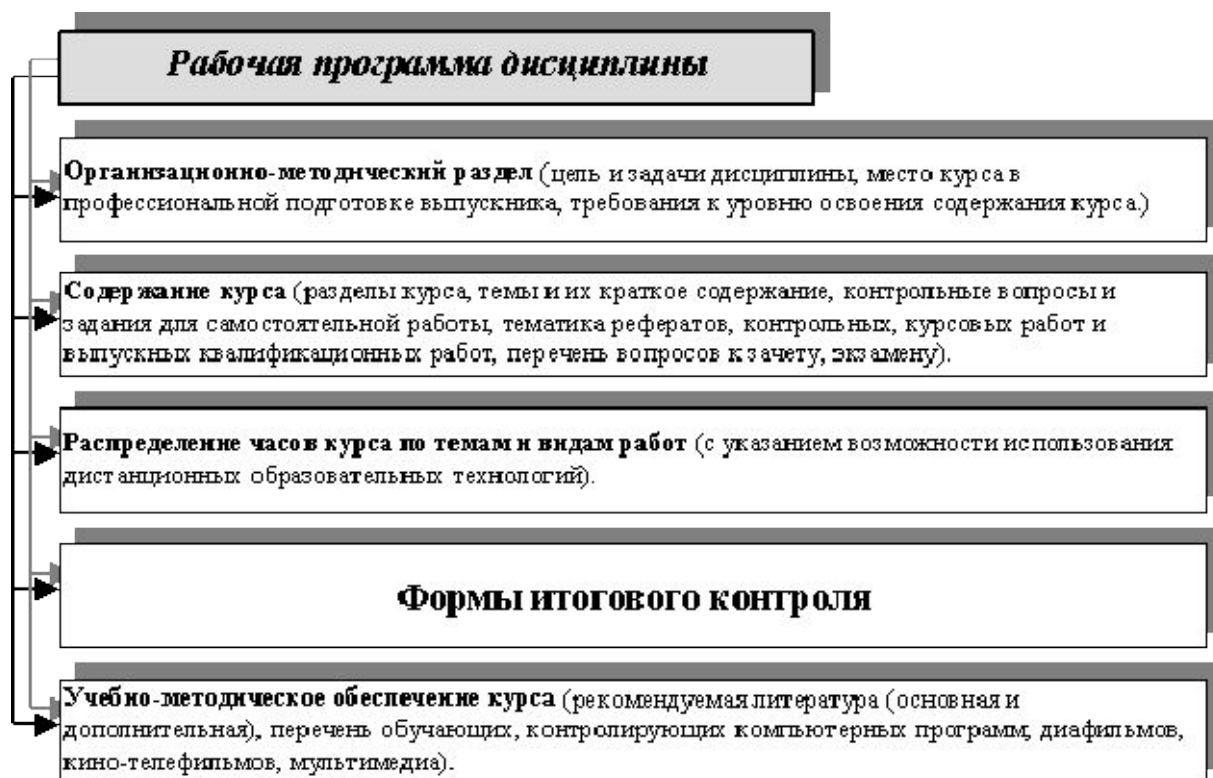 Рабочая программа дисциплины
Организационно-методический раздел (цель и задачи дисциплины, место курса в
профессиональной подготовке выпускника, требования к уровню освоения содержания курса.)
Содержание курса (разделы курса, темы и их краткое содержание, контрольные вопросы и
задания для самостоятельной работы, тематика рефератов, контрольных, курсовых работ и
выпускных квалификационных работ, перечень вопросов к зачету, экзамену).
Распределение часов курса по темам и видам работ (с указанием возможности использования
дистанционных образовательных технологий).
Формы итогового контроля
Учебно-методическое обеспечение курса (рекомендуемая литература (основная и
дополнительная), перечень обучающих, контролирующих компьютерных программ, диафильмов,
кино-телефильмов, мультимедиа).